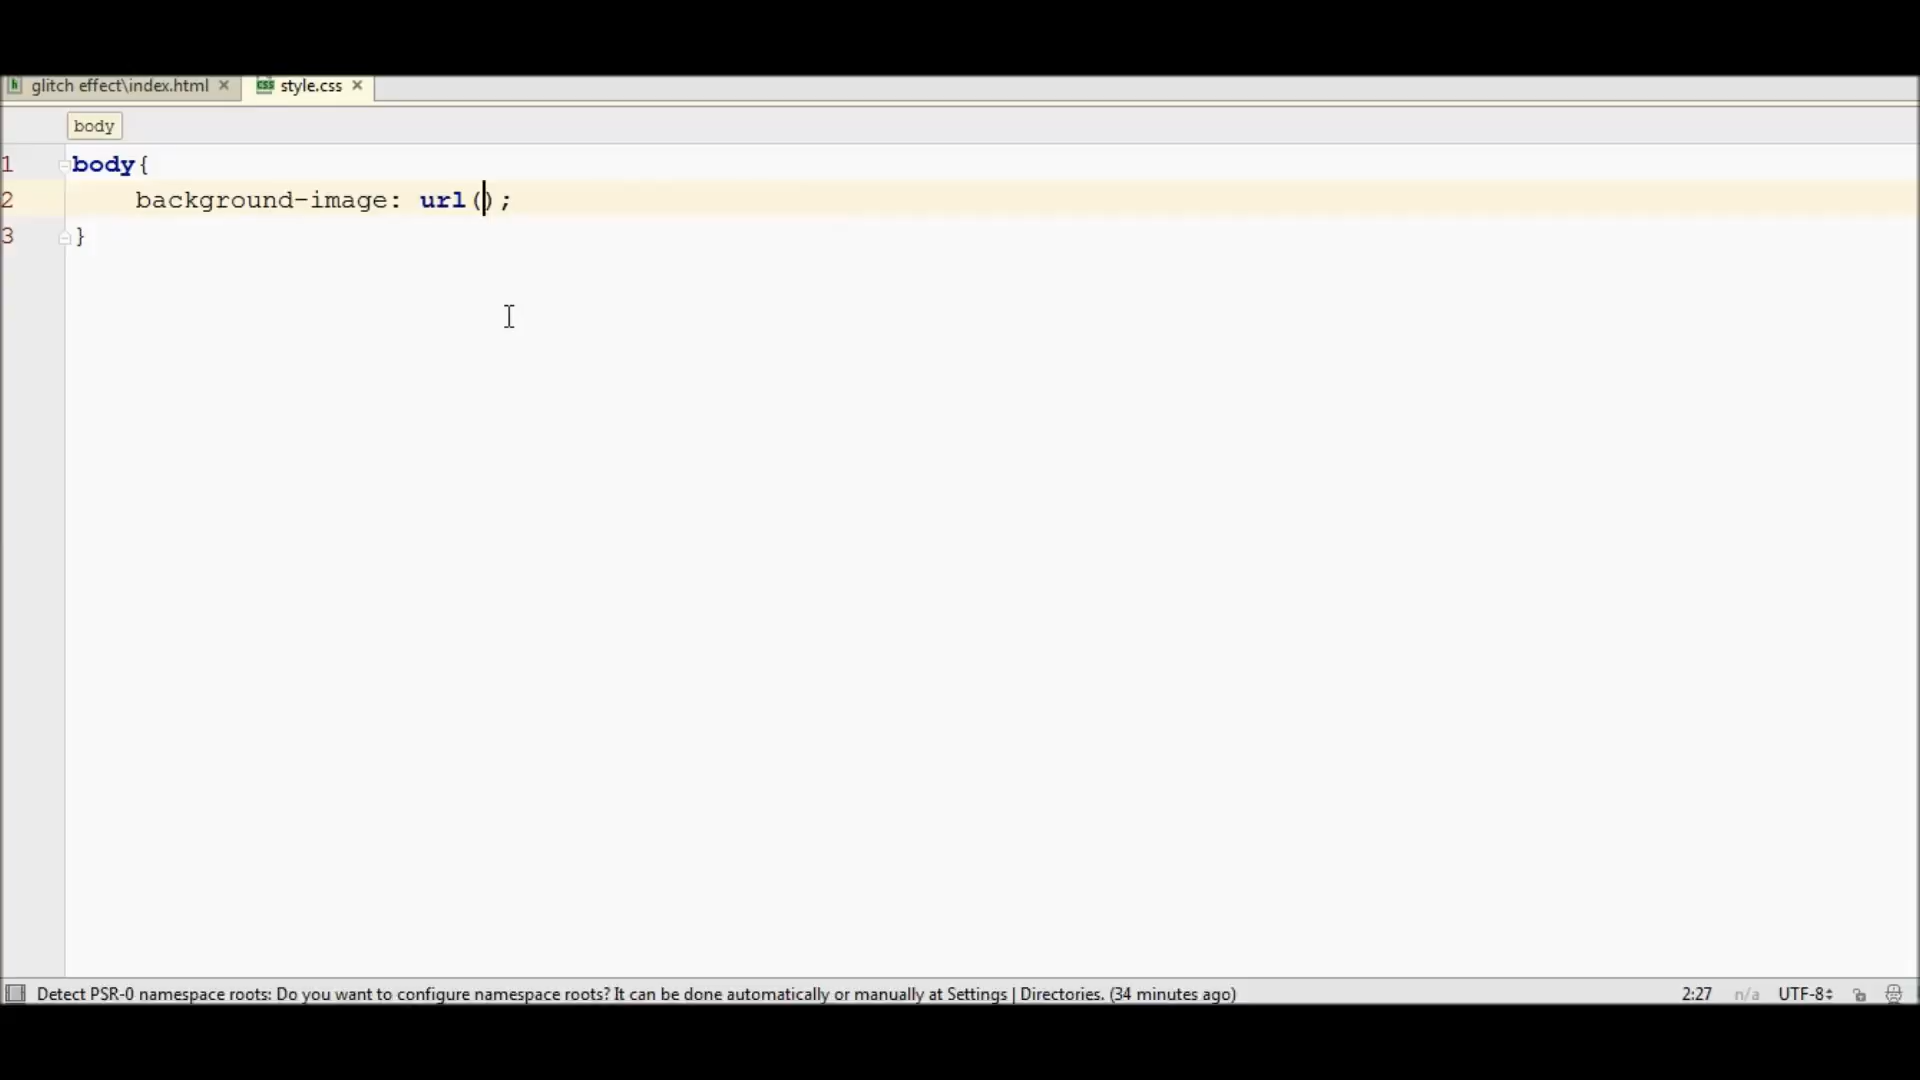 glitch effect\index.html style.css
body
1 body{
2 background-image: url();
3 }
Detect PSR-0 namespace roots: Do you want to configure namespace roots? It can be done automatically or manually at Settings | Directories. (34 minutes ago) 2:27 n/a UTF-8